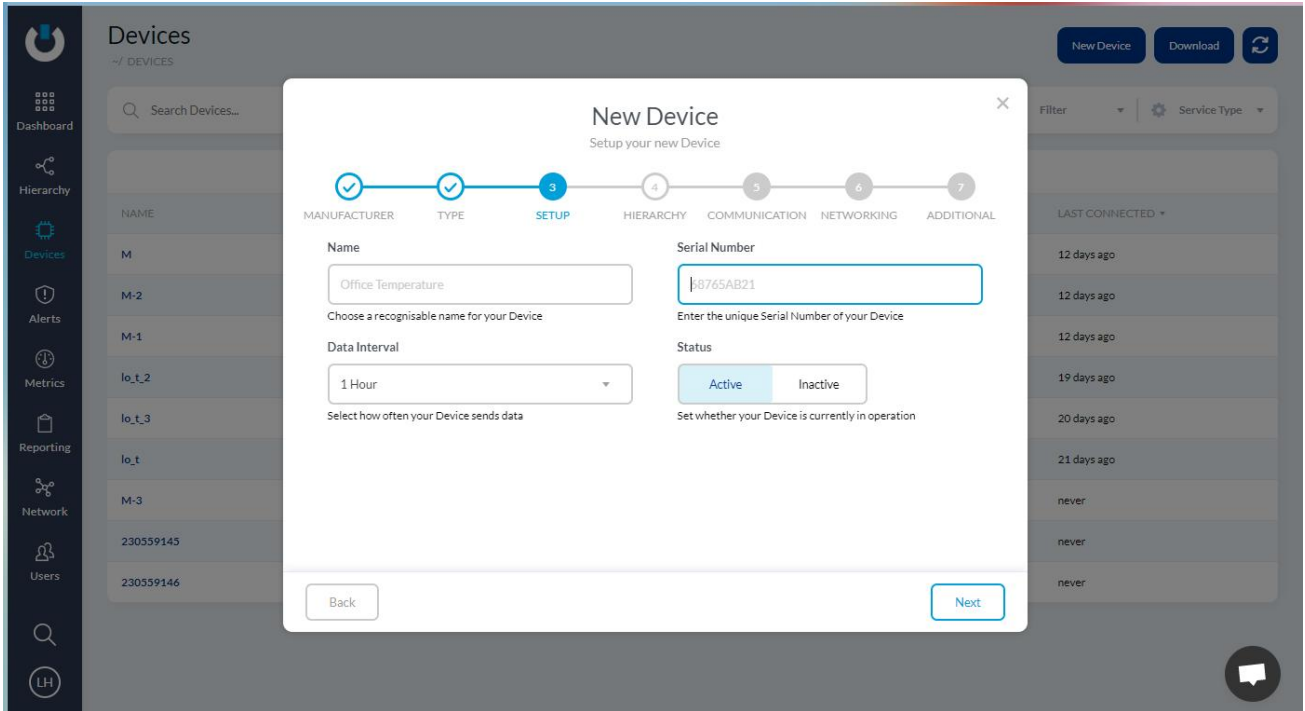 Devices
~/ DEVICES
New Device
Download
Search Devices...
Filter
Service Type
Dashboard
Hierarchy
Devices
Alerts
Metrics
Reporting
Network
Users
LH
NAME
LAST CONNECTED
M
12 days ago
M-2
12 days ago
M-1
12 days ago
lo_t_2
19 days ago
lo_t_3
20 days ago
lo_t
21 days ago
M-3
never
230559145
never
230559146
never
New Device
Setup your new Device
3 4 5 6 7
MANUFACTURER TYPE SETUP HIERARCHY COMMUNICATION NETWORKING ADDITIONAL
Name
Office Temperature
Choose a recognisable name for your Device
Serial Number
68765AB21
Enter the unique Serial Number of your Device
Data Interval
1 Hour
Select how often your Device sends data
Status
Active Inactive
Set whether your Device is currently in operation
Back
Next